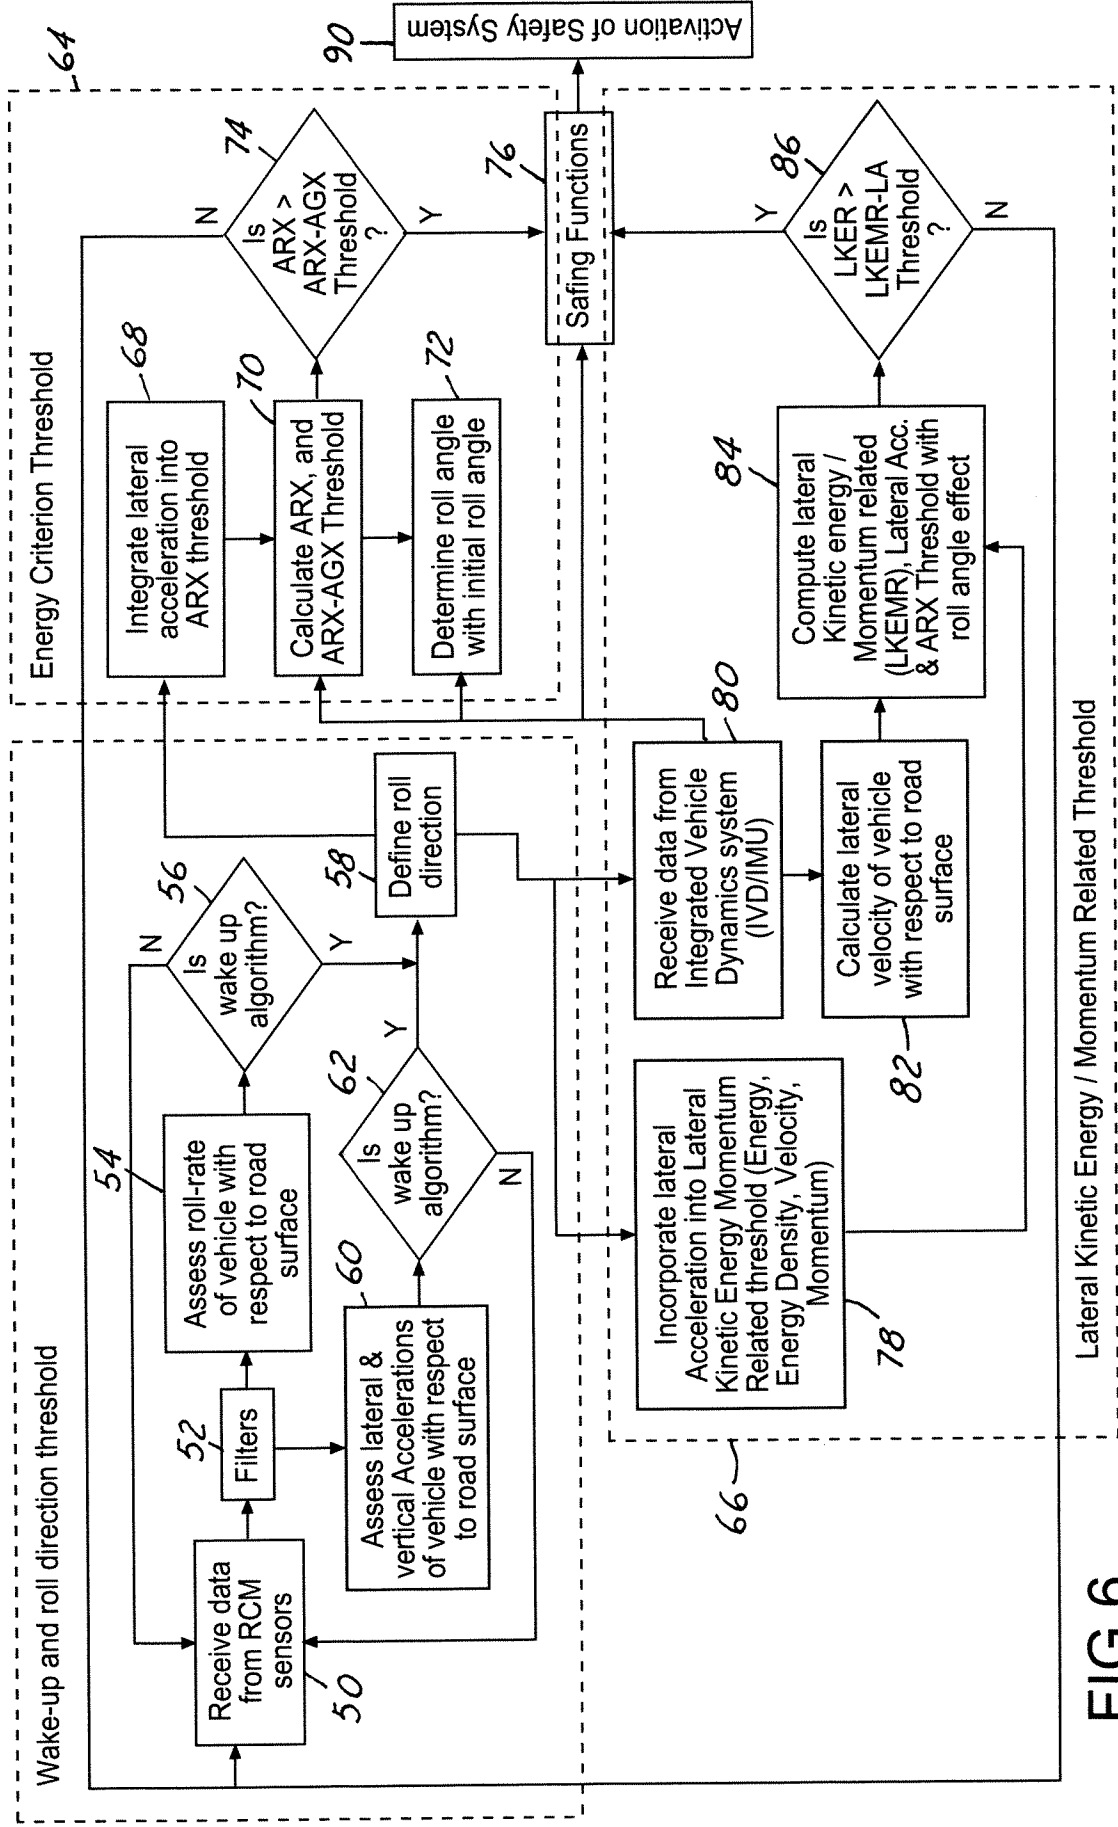 Wake-up and roll direction threshold
Receive data
from RCM
sensors
50
Filters
52
Assess roll-rate
of vehicle with
respect to road
surface
54
Is
wake up
algorithm?
56
N
Y
Assess lateral &
vertical Accelerations
of vehicle with respect
to road surface
60
Is
wake up
algorithm?
62
Y
N
Define roll
direction
58
Energy Criterion Threshold
64
Integrate lateral
acceleration into
ARX threshold
68
Calculate ARX, and
ARX-AGX Threshold
70
Determine roll angle
with initial roll angle
72
Is
ARX >
ARX-AGX
Threshold
?
74
N
Y
Safing Functions
76
Activation of Safety System
90
Incorporate lateral
Acceleration into Lateral
Kinetic Energy Momentum
Related threshold (Energy,
Energy Density, Velocity,
Momentum)
78
Receive data from
Integrated Vehicle
Dynamics system
(IVD/IMU)
80
Calculate lateral
velocity of vehicle
with respect to road
surface
82
Compute lateral
Kinetic energy /
Momentum related
(LKEMR), Lateral Acc.
& ARX Threshold with
roll angle effect
84
Is
LKER >
LKEMR-LA
Threshold
?
86
Y
N
66
Lateral Kinetic Energy / Momentum Related Threshold
FIG 6